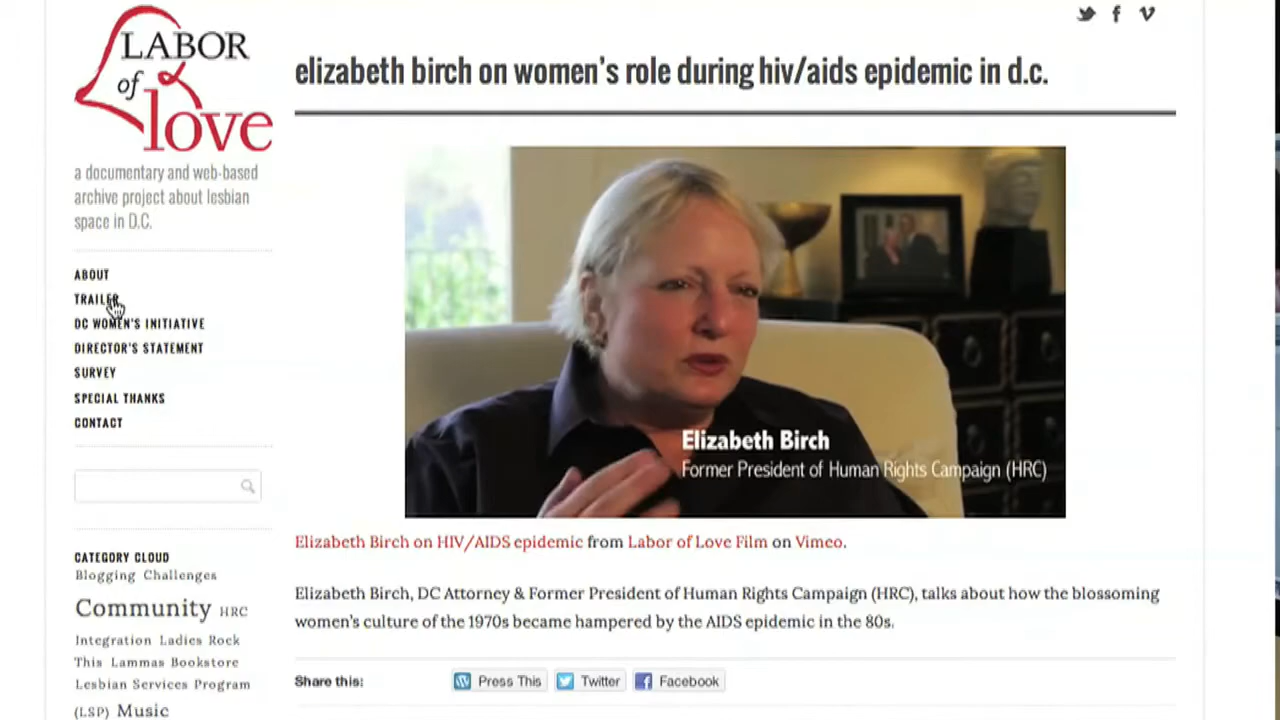 LABOR
of
love
a documentary and web-based
archive project about lesbian
space in D.C.
ABOUT
TRAILER
DC WOMEN'S INITIATIVE
DIRECTOR'S STATEMENT
SURVEY
SPECIAL THANKS
CONTACT
CATEGORY CLOUD
Blogging Challenges
Community HRC
Integration Ladies Rock
This Lammas Bookstore
Lesbian Services Program
(LSP) Music
elizabeth birch on women's role during hiv/aids epidemic in d.c.
Elizabeth Birch
Former President of Human Rights Campaign (HRC)
Elizabeth Birch on HIV/AIDS epidemic from Labor of Love Film on Vimeo.
Elizabeth Birch, DC Attorney & Former President of Human Rights Campaign (HRC), talks about how the blossoming
women's culture of the 1970s became hampered by the AIDS epidemic in the 80s.
Share this: Press This Twitter Facebook